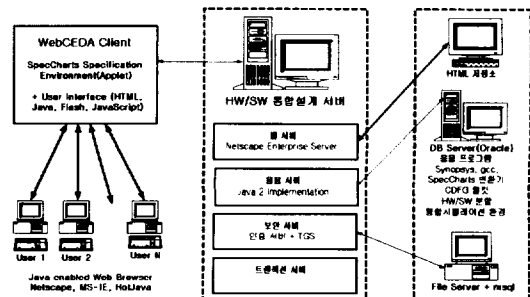 WebCEDA Client
SpecCharts Specification
Environment(Applet)
+ User Interface (HTML,
Java, Flash, JavaScript)
User 1
User 2
User N
Java enabled Web Browser
Netscape, MS-IE, HotJava
HW/SW 통합설계 서버
웹 서버
Netscape Enterprise Server
응용 서버
Java 2 Implementation
보안 서버
인증 서버 + TGS
트랜잭션 서버
HTML 저장소
DB Server(Oracle)
응용 프로그램
Synopsys, gcc,
SpecCharts 변환기
CDFG
HW/SW 분할
통합시뮬레이션 환경
File Server + msql